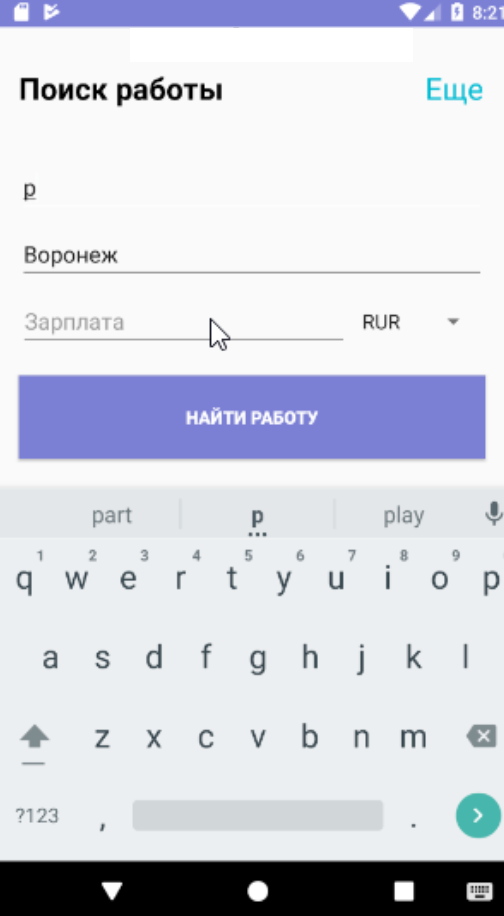 8:21
Поиск работы Еще
p
Воронеж
Зарплата RUR
НАЙТИ РАБОТУ
part p play
1 2 3 4 5 6 7 8 9
q w e r t y u i o p
a s d f g h j k l
z x c v b n m
?123 , .